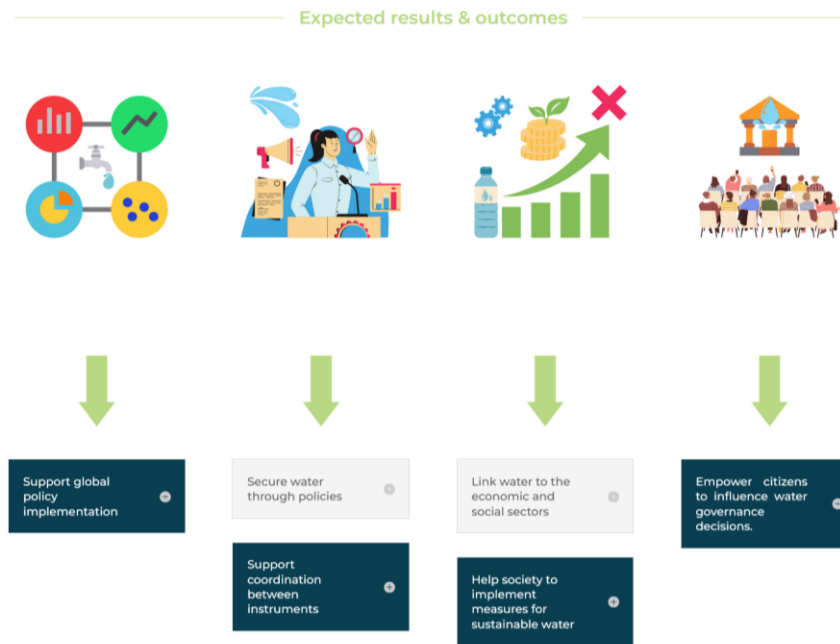 Expected results & outcomes
Support global
policy
implementation
Secure water
through policies
Support
coordination
between
instruments
Link water to the
economic and
social sectors
Help society to
implement
measures for
sustainable water
Empower citizens
to influence water
governance
decisions.